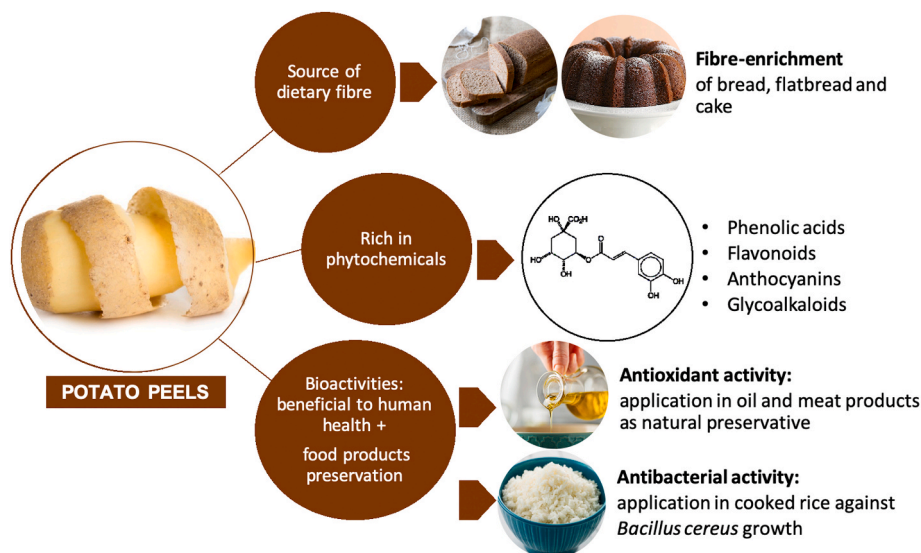 Source of
dietary fibre
Fibre-enrichment
of bread, flatbread and
cake
Rich in
phytochemicals
HO
CO₂H
HO
OH
O
O
OH
OH
• Phenolic acids
• Flavonoids
• Anthocyanins
• Glycoalkaloids
POTATO PEELS
Bioactivities:
beneficial to human
health +
food products
preservation
Antioxidant activity:
application in oil and meat products
as natural preservative
Antibacterial activity:
application in cooked rice against
Bacillus cereus growth